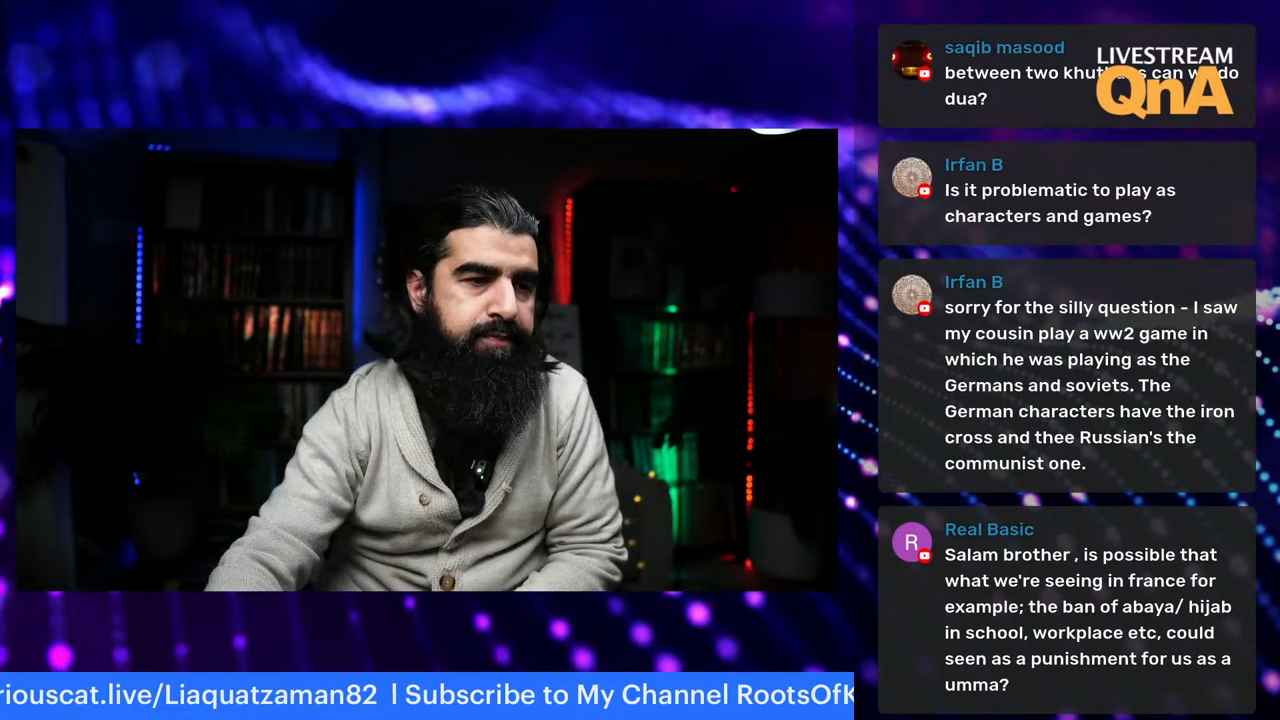 saqib masood
between two can do
dua?
LIVESTREAM
QnA
Irfan B
Is it problematic to play as
characters and games?
Irfan B
sorry for the silly question - I saw
my cousin play a ww2 game in
which he was playing as the
Germans and soviets. The
German characters have the iron
cross and thee Russian's the
communist one.
R
Real Basic
Salam brother , is possible that
what we're seeing in france for
example; the ban of abaya/ hijab
in school, workplace etc, could
seen as a punishment for us as a
umma?
riouscat.live/Liaquatzaman82 l Subscribe to My Channel RootsOfK